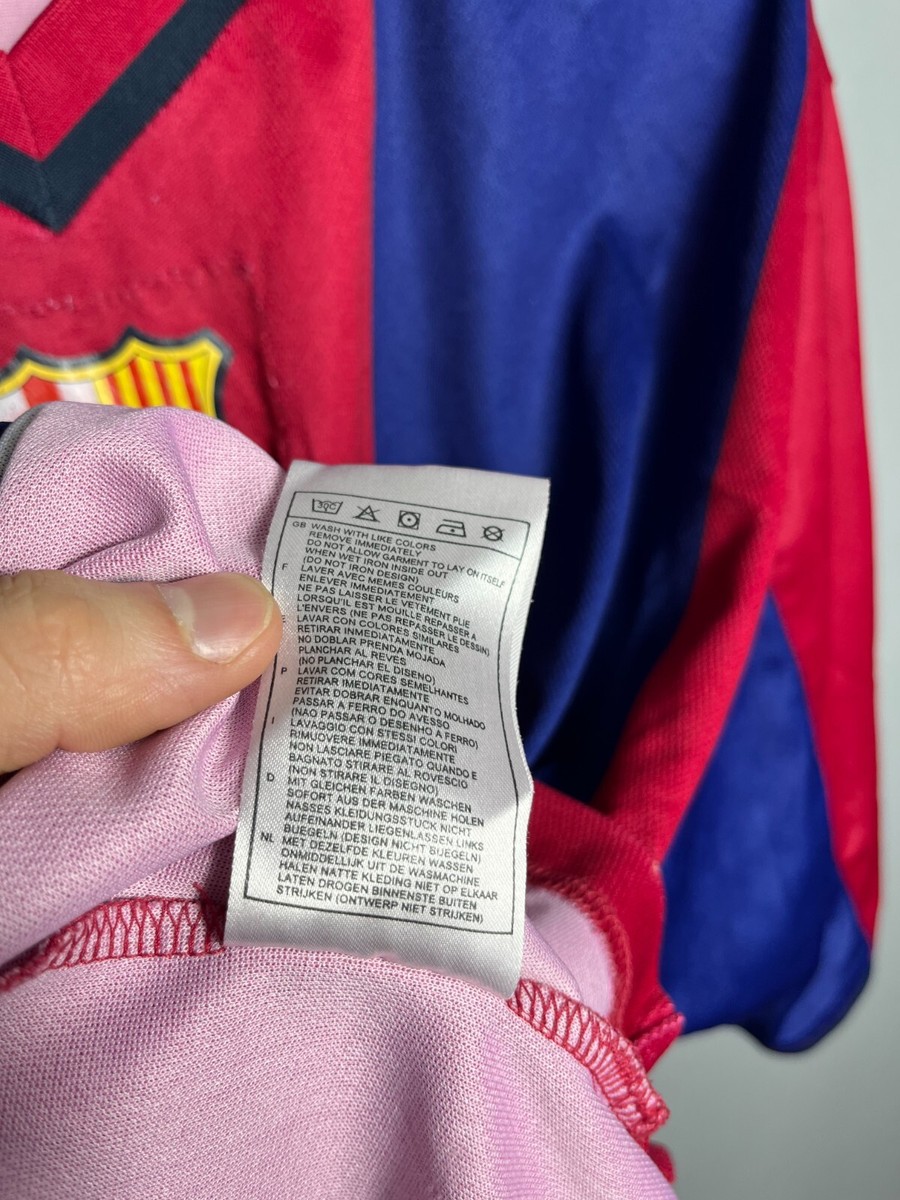 30C
GB WASH WITH LIKE COLORS
REMOVE IMMEDIATELY
DO NOT ALLOW GARMENT TO LAY ON ITSELF
WHEN WET IRON INSIDE OUT
(DO NOT IRON DESIGN)
F LAVER AVEC MEMES COULEURS
ENLEVER IMMEDIATEMENT
NE PAS LAISSER LE VETEMENT PLIE
LORSQU'IL EST MOUILLE REPASSER A
L'ENVERS (NE PAS REPASSER LE DESSIN)
E LAVAR CON COLORES SIMILARES
RETIRAR INMEDIATAMENTE
NO DOBLAR PRENDA MOJADA
PLANCHAR AL REVES
(NO PLANCHAR EL DISENO)
P LAVAR COM CORES SEMELHANTES
RETIRAR IMEDIATAMENTE
EVITAR DOBRAR ENQUANTO MOLHADO
PASSAR A FERRO DO AVESSO
(NAO PASSAR O DESENHO A FERRO)
I LAVAGGIO CON STESSI COLORI
RIMUOVERE IMMEDIATAMENTE
NON LASCIARE PIEGATO QUANDO E
BAGNATO STIRARE AL ROVESCIO
(NON STIRARE IL DISEGNO)
D MIT GLEICHEN FARBEN WASCHEN
SOFORT AUS DER MASCHINE HOLEN
NASSES KLEIDUNGSSTUCK NICHT
AUFEINANDER LIEGENLASSEN LINKS
BUEGELN (DESIGN NICHT BUEGELN)
NL MET DEZELFDE KLEUREN WASSEN
ONMIDDELLIJK UIT DE WASMACHINE
HALEN NATTE KLEDING NIET OP ELKAAR
LATEN DROGEN BINNENSTE BUITEN
STRIJKEN (ONTWERP NIET STRIJKEN)